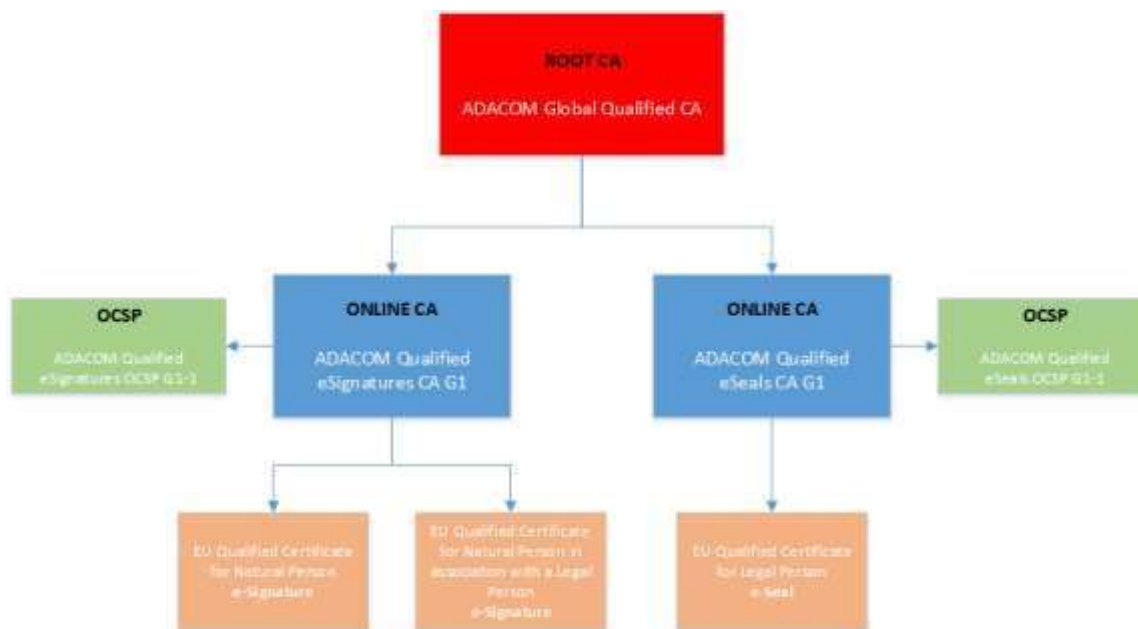 ROOT CA
ADACOM Global Qualified CA
OCSP
ADACOM Qualified
eSignatures OCSP G1-1
ONLINE CA
ADACOM Qualified
eSignatures CA G1
ONLINE CA
ADACOM Qualified
eSeals CA G1
OCSP
ADACOM Qualified
eSeals OCSP G1-1
EU Qualified Certificate
for Natural Person
e-Signature
EU Qualified Certificate
for Natural Person in
association with a Legal
Person
e-Signature
EU Qualified Certificate
for Legal Person
e-Seal